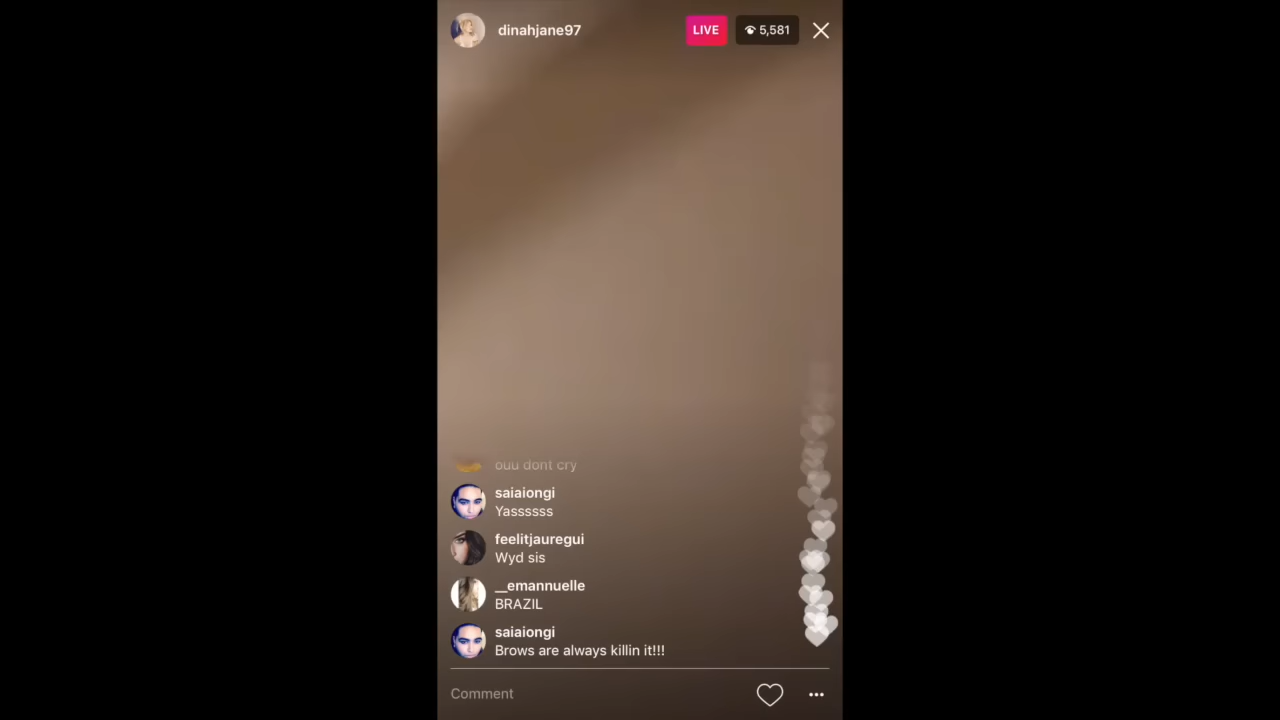 dinahjane97
LIVE
5,581
ouu dont cry
saiaiongi
Yassssss
feelitjauregui
Wyd sis
__emannuelle
BRAZIL
saiaiongi
Brows are always killin it!!!
Comment